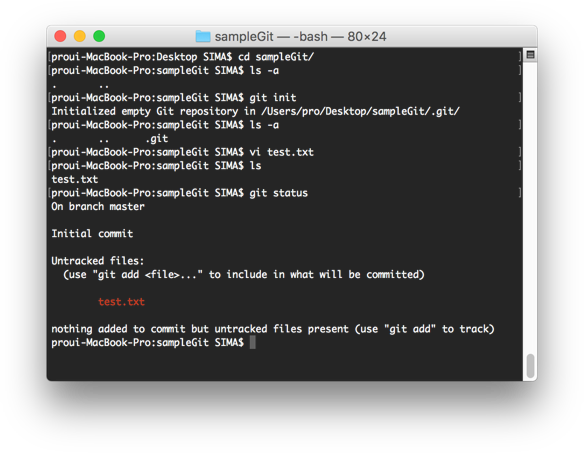 sampleGit — -bash — 80×24
[proui-MacBook-Pro:Desktop SIMA$ cd sampleGit/ ]
[proui-MacBook-Pro:sampleGit SIMA$ ls -a ]
. ..
[proui-MacBook-Pro:sampleGit SIMA$ git init ]
Initialized empty Git repository in /Users/pro/Desktop/sampleGit/.git/
[proui-MacBook-Pro:sampleGit SIMA$ ls -a ]
. .. .git
[proui-MacBook-Pro:sampleGit SIMA$ vi test.txt ]
[proui-MacBook-Pro:sampleGit SIMA$ ls ]
test.txt
[proui-MacBook-Pro:sampleGit SIMA$ git status ]
On branch master
Initial commit
Untracked files:
(use "git add <file>..." to include in what will be committed)
test.txt
nothing added to commit but untracked files present (use "git add" to track)
proui-MacBook-Pro:sampleGit SIMA$